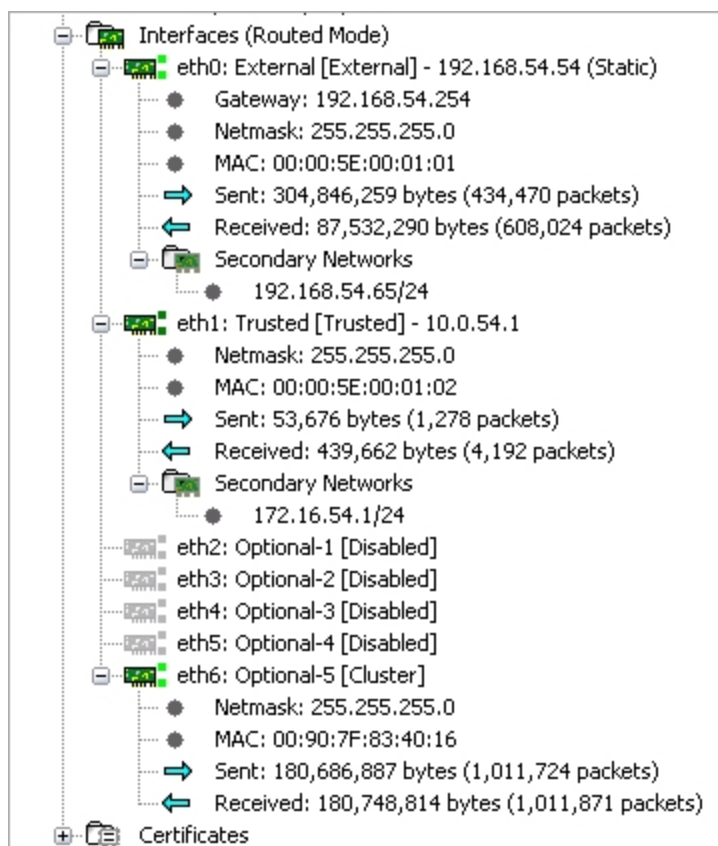 Interfaces (Routed Mode)
eth0: External [External] - 192.168.54.54 (Static)
Gateway: 192.168.54.254
Netmask: 255.255.255.0
MAC: 00:00:5E:00:01:01
Sent: 304,846,259 bytes (434,470 packets)
Received: 87,532,290 bytes (608,024 packets)
Secondary Networks
192.168.54.65/24
eth1: Trusted [Trusted] - 10.0.54.1
Netmask: 255.255.255.0
MAC: 00:00:5E:00:01:02
Sent: 53,676 bytes (1,278 packets)
Received: 439,662 bytes (4,192 packets)
Secondary Networks
172.16.54.1/24
eth2: Optional-1 [Disabled]
eth3: Optional-2 [Disabled]
eth4: Optional-3 [Disabled]
eth5: Optional-4 [Disabled]
eth6: Optional-5 [Cluster]
Netmask: 255.255.255.0
MAC: 00:90:7F:83:40:16
Sent: 180,686,887 bytes (1,011,724 packets)
Received: 180,748,814 bytes (1,011,871 packets)
Certificates